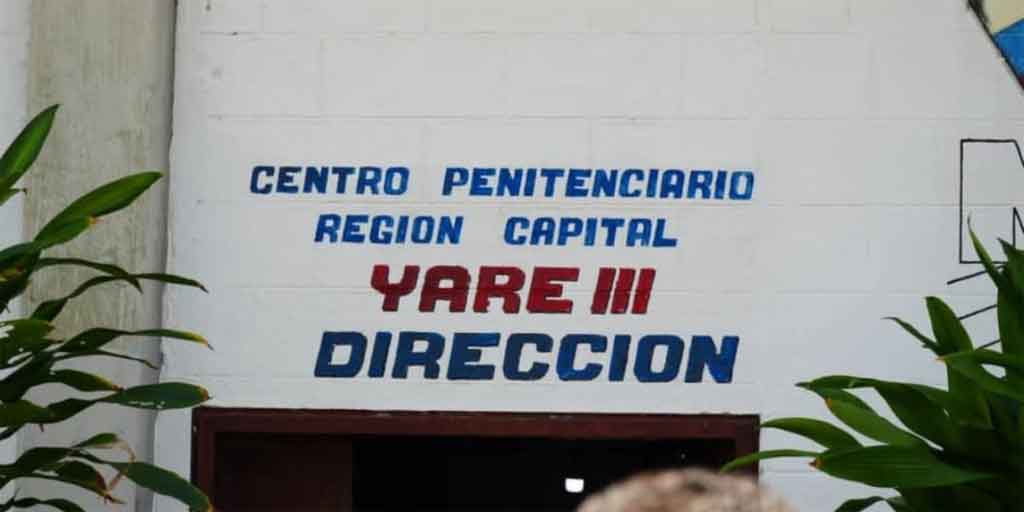 CENTRO PENITENCIARIO
REGION CAPITAL
YARE III
DIRECCION